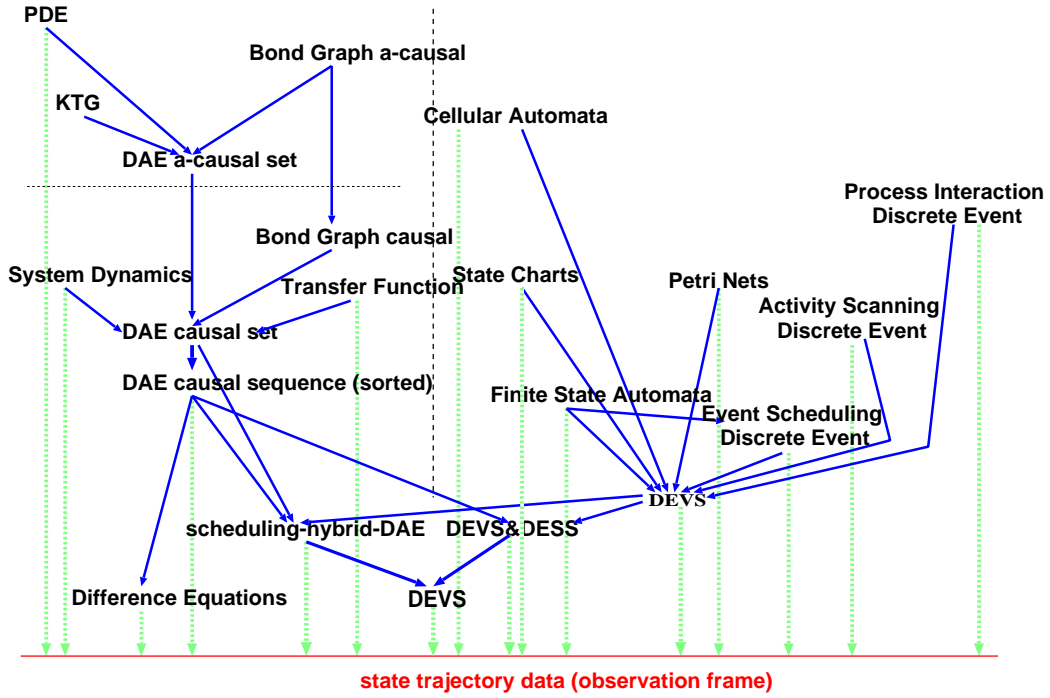 PDE
Bond Graph a-causal
KTG
Cellular Automata
DAE a-causal set
Process Interaction
Discrete Event
Bond Graph causal
System Dynamics
Transfer Function
State Charts
Petri Nets
Activity Scanning
Discrete Event
DAE causal set
DAE causal sequence (sorted)
Finite State Automata
Event Scheduling
Discrete Event
DEVS
scheduling-hybrid-DAE
DEVS&DESS
Difference Equations
DEVS
state trajectory data (observation frame)